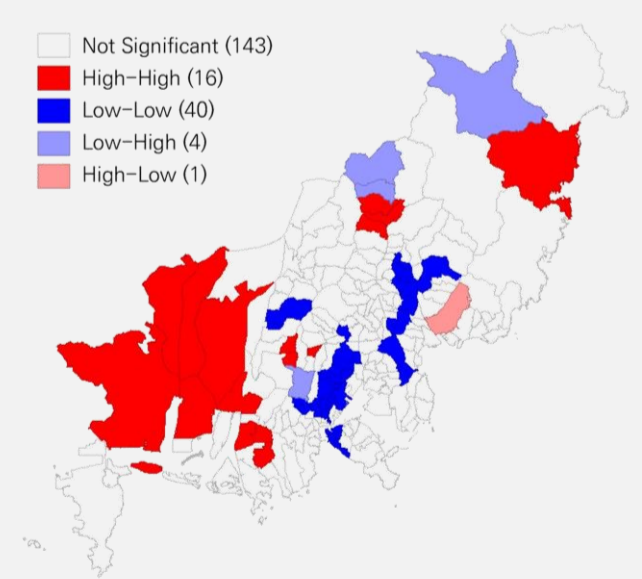 Not Significant (143)
High-High (16)
Low-Low (40)
Low-High (4)
High-Low (1)